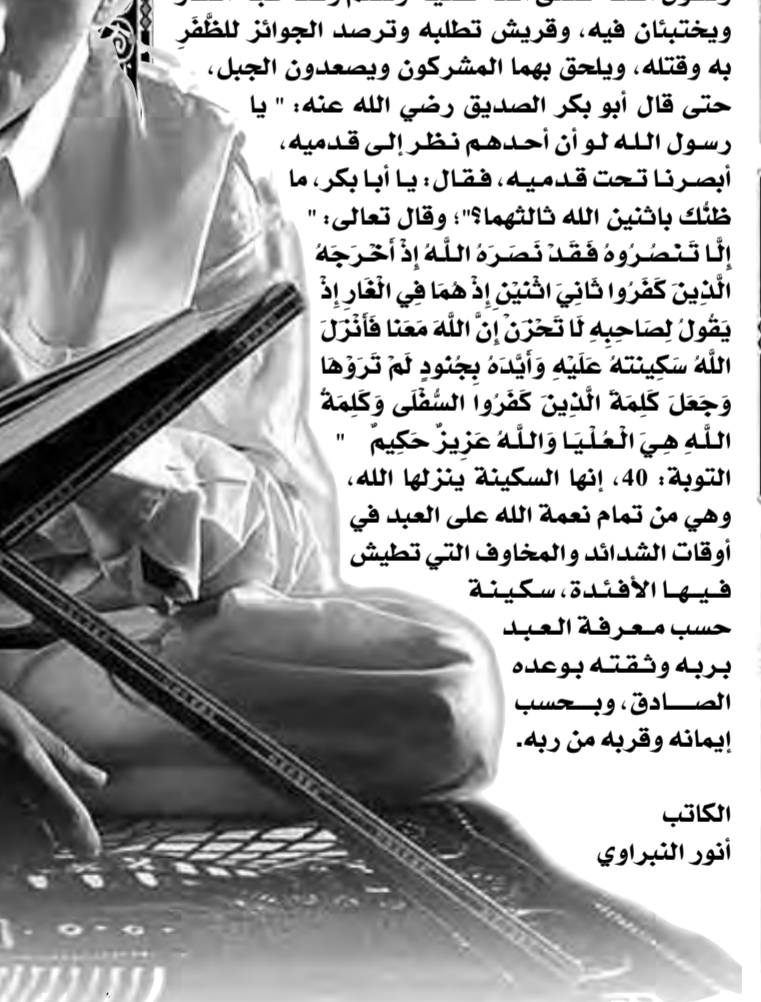 ويختبئان فيه، وقريش تطلبه وترصد الجوائز للظَّفَرِ
به وقتله، ويلحق بهما المشركون ويصعدون الجبل،
حتى قال أبو بكر الصديق رضي الله عنه: " يا
رسول الله لو أن أحدهم نظر إلى قدميه،
أبصرنا تحت قدميه، فقال: يا أبا بكر، ما
ظنُّك باثنين الله ثالثهما؟"؛ وقال تعالى: "
إِلَّا تَنْصُرُوهُ فَقَدْ نَصَرَهُ اللَّهُ إِذْ أَخْرَجَهُ
الَّذِينَ كَفَرُوا ثَانِيَ اثْنَيْنِ إِذْ هُمَا فِي الْغَارِ إِذْ
يَقُولُ لِصَاحِبِهِ لَا تَحْزَنْ إِنَّ اللَّهَ مَعَنَا فَأَنْزَلَ
اللَّهُ سَكِينَتَهُ عَلَيْهِ وَأَيَّدَهُ بِجُنُودٍ لَمْ تَرَوْهَا
وَجَعَلَ كَلِمَةَ الَّذِينَ كَفَرُوا السُّفْلَى وَكَلِمَةُ
اللَّهِ هِيَ الْعُلْيَا وَاللَّهُ عَزِيزٌ حَكِيمٌ "
التوبة: 40، إنها السكينة ينزلها الله،
وهي من تمام نعمة الله على العبد في
أوقات الشدائد والمخاوف التي تطيش
فيها الأفئدة، سكينة
حسب معرفة العبد
بربه وثقته بوعده
الصادق، وبحسب
إيمانه وقربه من ربه.
الكاتب
أنور النبراوي